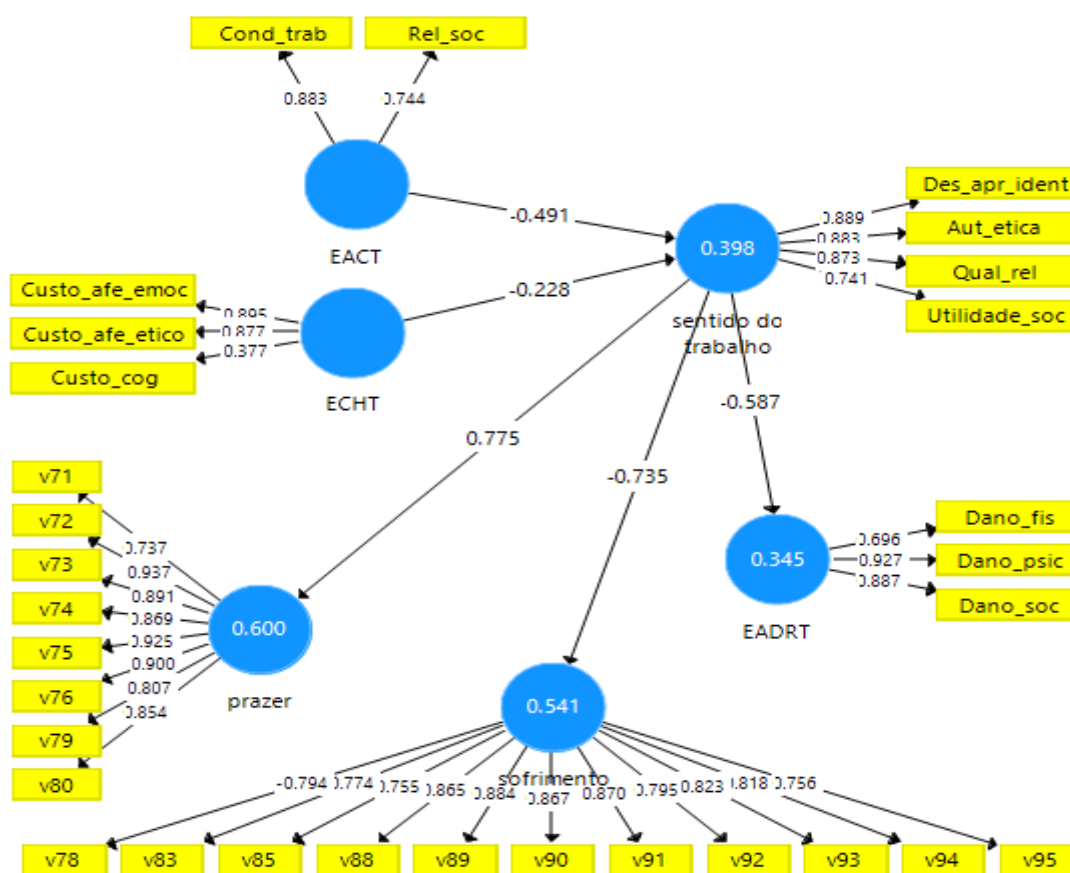 Cond_trab
Rel_soc
0.883
0.744
EACT
-0.491
Des_apr_ident
0.889
Aut_etica
0.883
0.873
Qual_rel
0.741
Utilidade_soc
0.398
sentido do
trabalho
Custo_afe_emoc
0.895
Custo_afe_etico
0.877
0.377
Custo_cog
ECHT
-0.228
0.775
-0.735
-0.587
v71
v72
v73
v74
v75
v76
v79
v80
0.737
0.937
0.891
0.869
0.925
0.900
0.807
0.854
0.600
prazer
0.345
EADRT
0.696
0.927
0.887
Dano_fis
Dano_psic
Dano_soc
0.541
sofrimento
-0.794
0.774
0.755
0.865
0.884
0.867
0.870
0.795
0.823
0.818
0.756
v78
v83
v85
v88
v89
v90
v91
v92
v93
v94
v95